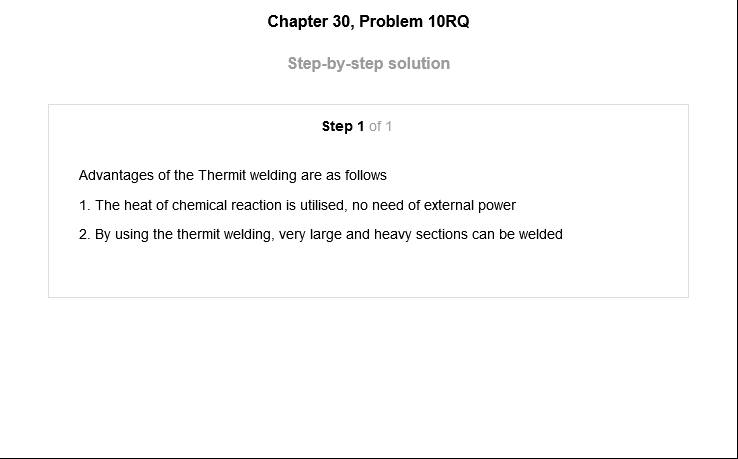 Chapter 30, Problem 10RQ
Step-by-step solution
Step 1 of 1
Advantages of the Thermit welding are as follows
1. The heat of chemical reaction is utilised, no need of external power
2. By using the thermit welding, very large and heavy sections can be welded